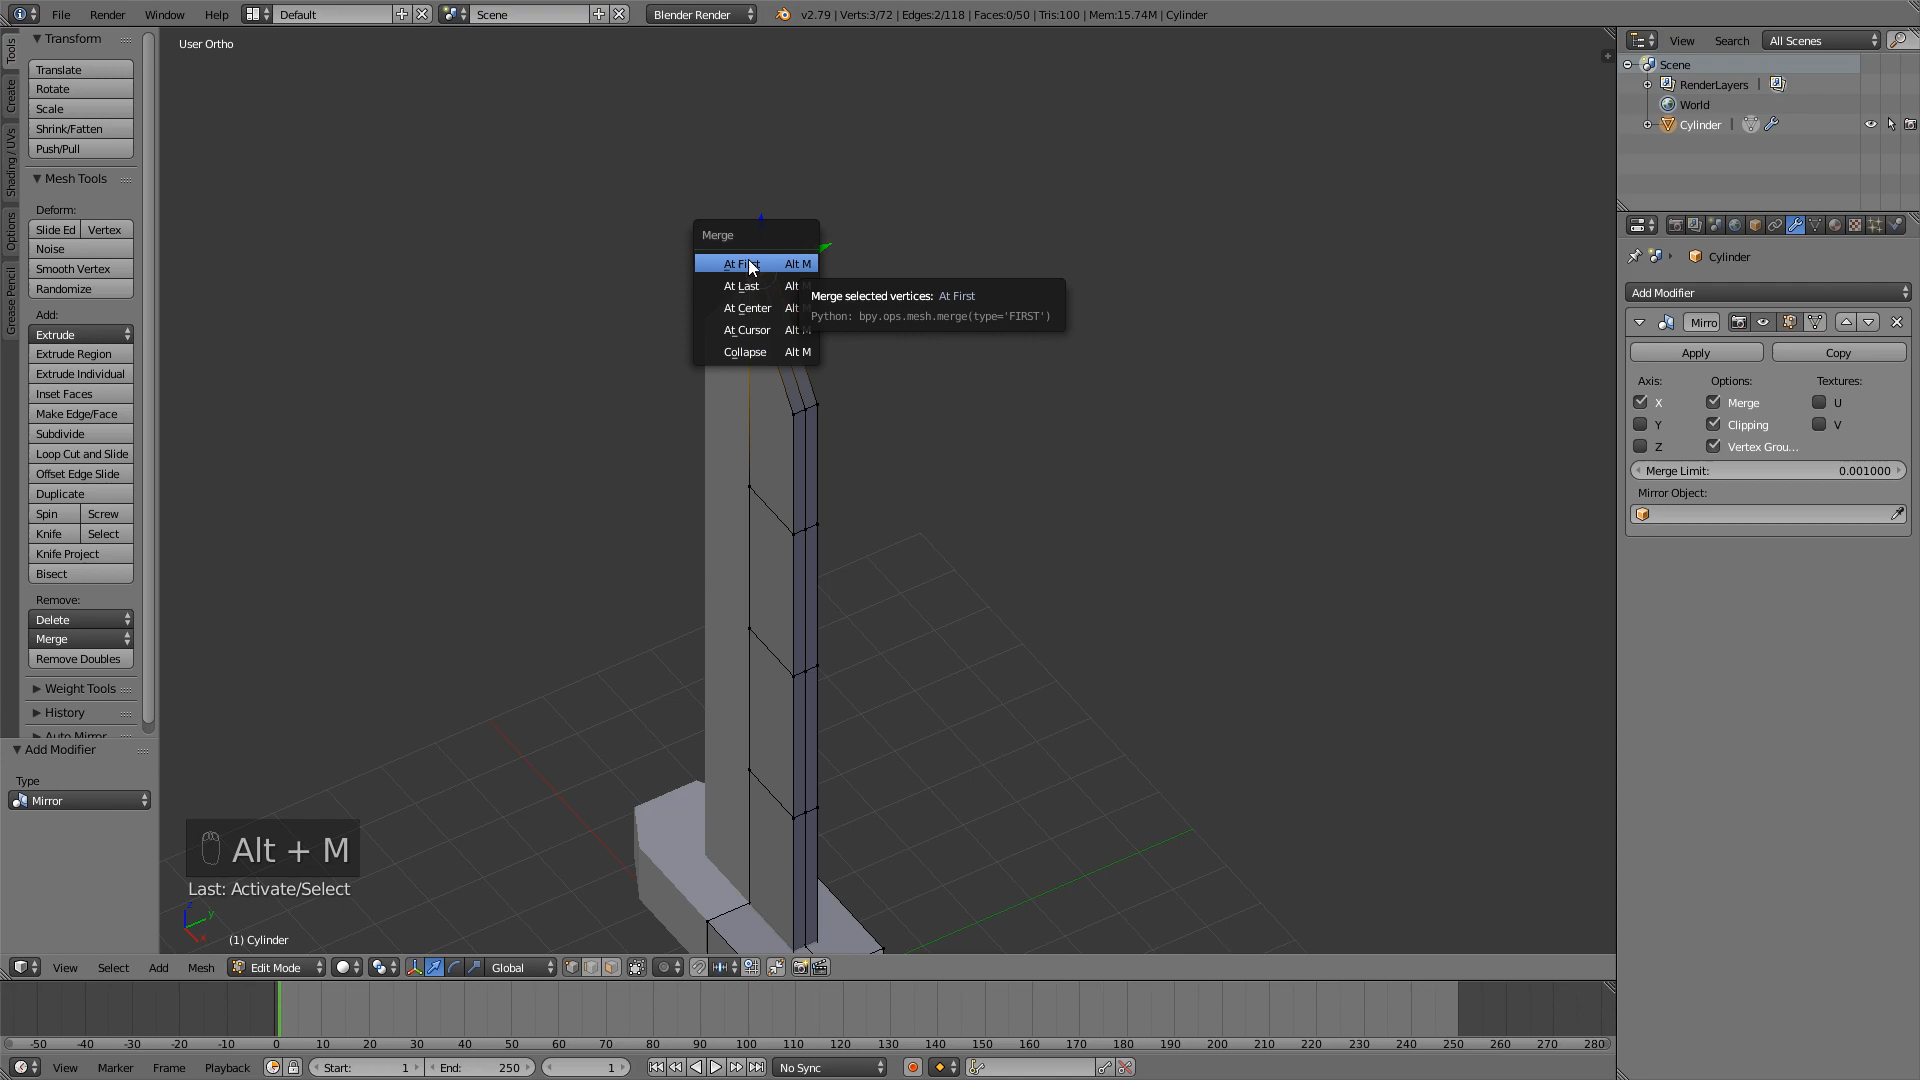 File Render Window Help Default Scene Blender Render v2.79 | Verts:3/72 | Edges:2/118 | Faces:0/50 | Tris:100 | Mem:15.74M | Cylinder
Tools
Create
Shading / UVs
Options
Grease Pencil
Transform
Translate
Rotate
Scale
Shrink/Fatten
Push/Pull
Mesh Tools
Deform:
Slide Ed Vertex
Noise
Smooth Vertex
Randomize
Add:
Extrude
Extrude Region
Extrude Individual
Inset Faces
Make Edge/Face
Subdivide
Loop Cut and Slide
Offset Edge Slide
Duplicate
Spin Screw
Knife Select
Knife Project
Bisect
Remove:
Delete
Merge
Remove Doubles
Weight Tools
History
Add Modifier
Type
Mirror
User Ortho
Merge
At First Alt M
At Last Alt
At Center Alt
At Cursor Alt
Collapse Alt M
Merge selected vertices: At First
Python: bpy.ops.mesh.merge(type='FIRST')
Alt + M
Last: Activate/Select
z
y
x
(1) Cylinder
View Select Add Mesh Edit Mode Global
-50 -40 -30 -20 -10 0 10 20 30 40 50 60 70 80 90 100 110 120 130 140 150 160 170 180 190 200 210 220 230 240 250 260 270 280
View Marker Frame Playback Start: 1 End: 250 1 No Sync
View Search All Scenes
Scene
RenderLayers |
World
Cylinder |
Cylinder
Add Modifier
Mirro
Apply Copy
Axis: Options: Textures:
X Merge U
Y Clipping V
Z Vertex Grou...
Merge Limit: 0.001000
Mirror Object: